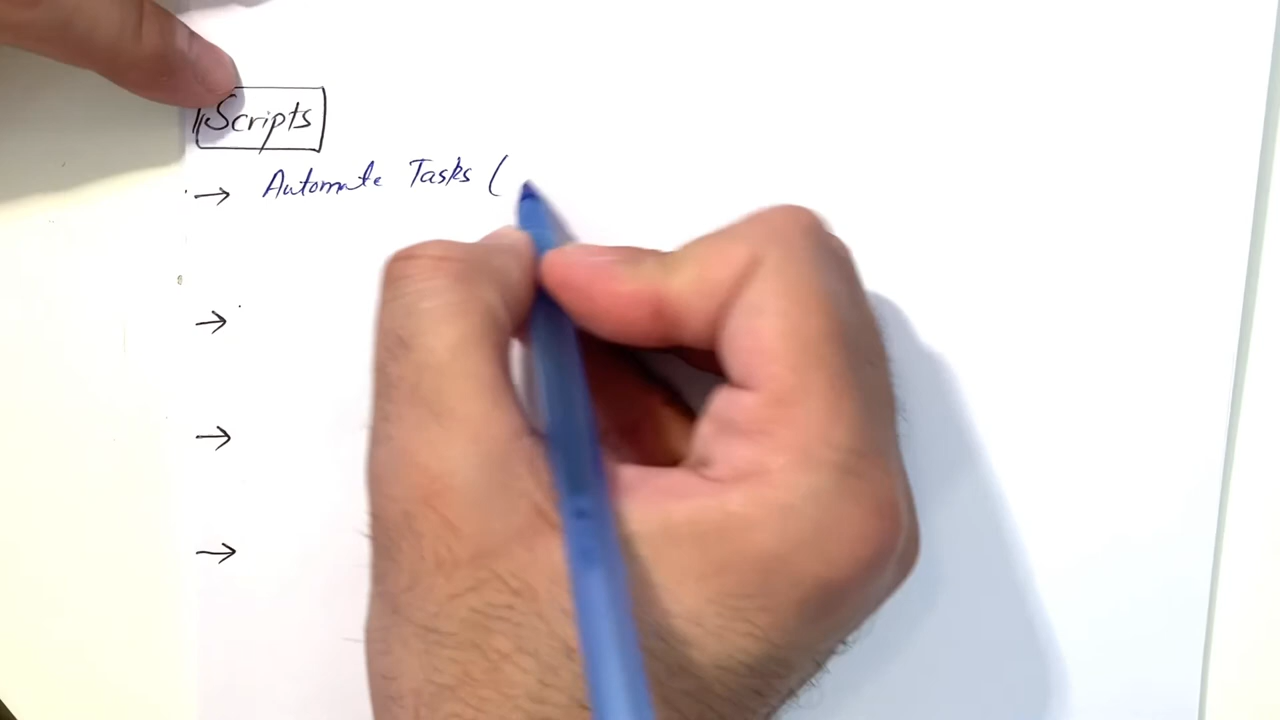 Scripts
→ Automate Tasks (
→
→
→